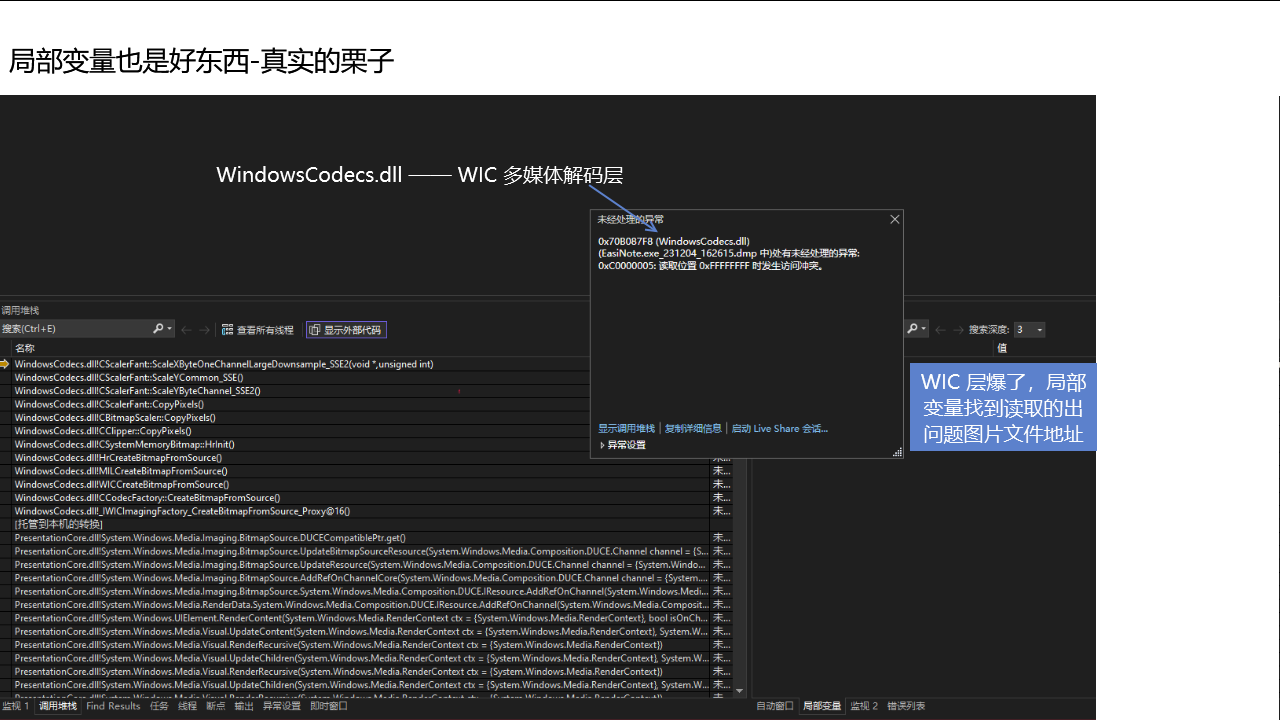 局部变量也是好东西-真实的栗子
WindowsCodecs.dll —— WIC 多媒体解码层
未经处理的异常
0x70B087F8 (WindowsCodecs.dll)
(EasiNote.exe_231204_162615.dmp 中)处有未经处理的异常:
0xC0000005: 读取位置 0xFFFFFFFF 时发生访问冲突。
显示调用堆栈 | 复制详细信息 | 启动 Live Share 会话...
异常设置
WIC 层爆了，局部
变量找到读取的出
问题图片文件地址
调用堆栈
搜索(Ctrl+E)
查看所有线程
显示外部代码
搜索深度: 3
名称
值
WindowsCodecs.dll!CScalerFant::ScaleXByteOneChannelLargeDownsample_SSE2(void *,unsigned int)
WindowsCodecs.dll!CScalerFant::ScaleYCommon_SSE()
WindowsCodecs.dll!CScalerFant::ScaleYByteChannel_SSE2()
WindowsCodecs.dll!CScalerFant::CopyPixels()
WindowsCodecs.dll!CBitmapScaler::CopyPixels()
WindowsCodecs.dll!CClipper::CopyPixels()
WindowsCodecs.dll!CSystemMemoryBitmap::HrInit()
WindowsCodecs.dll!HrCreateBitmapFromSource()
WindowsCodecs.dll!MILCreateBitmapFromSource() 未...
WindowsCodecs.dll!WICCreateBitmapFromSource() 未...
WindowsCodecs.dll!CCodecFactory::CreateBitmapFromSource() 未...
WindowsCodecs.dll!_IWICImagingFactory_CreateBitmapFromSource_Proxy@16() 未...
[托管到本机的转换]
PresentationCore.dll!System.Windows.Media.Imaging.BitmapSource.DUCECompatiblePtr.get() 未...
PresentationCore.dll!System.Windows.Media.Imaging.BitmapSource.UpdateBitmapSourceResource(System.Windows.Media.Composition.DUCE.Channel channel = {S... 未...
PresentationCore.dll!System.Windows.Media.Imaging.BitmapSource.UpdateResource(System.Windows.Media.Composition.DUCE.Channel channel = {System.Windo... 未...
PresentationCore.dll!System.Windows.Media.Imaging.BitmapSource.AddRefOnChannelCore(System.Windows.Media.Composition.DUCE.Channel channel = {System.... 未...
PresentationCore.dll!System.Windows.Media.Imaging.BitmapSource.System.Windows.Media.Composition.DUCE.IResource.AddRefOnChannel(System.Windows.Medi... 未...
PresentationCore.dll!System.Windows.Media.RenderData.System.Windows.Media.Composition.DUCE.IResource.AddRefOnChannel(System.Windows.Media.Composit... 未...
PresentationCore.dll!System.Windows.UIElement.RenderContent(System.Windows.Media.RenderContext ctx = {System.Windows.Media.RenderContext}, bool isOnCh... 未...
PresentationCore.dll!System.Windows.Media.Visual.UpdateContent(System.Windows.Media.RenderContext ctx = {System.Windows.Media.RenderContext}, System.W... 未...
PresentationCore.dll!System.Windows.Media.Visual.RenderRecursive(System.Windows.Media.RenderContext ctx = {System.Windows.Media.RenderContext}) 未...
PresentationCore.dll!System.Windows.Media.Visual.UpdateChildren(System.Windows.Media.RenderContext ctx = {System.Windows.Media.RenderContext}, System.W... 未...
PresentationCore.dll!System.Windows.Media.Visual.RenderRecursive(System.Windows.Media.RenderContext ctx = {System.Windows.Media.RenderContext}) 未...
PresentationCore.dll!System.Windows.Media.Visual.UpdateChildren(System.Windows.Media.RenderContext ctx = {System.Windows.Media.RenderContext}, System.W... 未...
监视 1 调用堆栈 Find Results 任务 线程 断点 输出 异常设置 即时窗口
自动窗口 局部变量 监视 2 错误列表